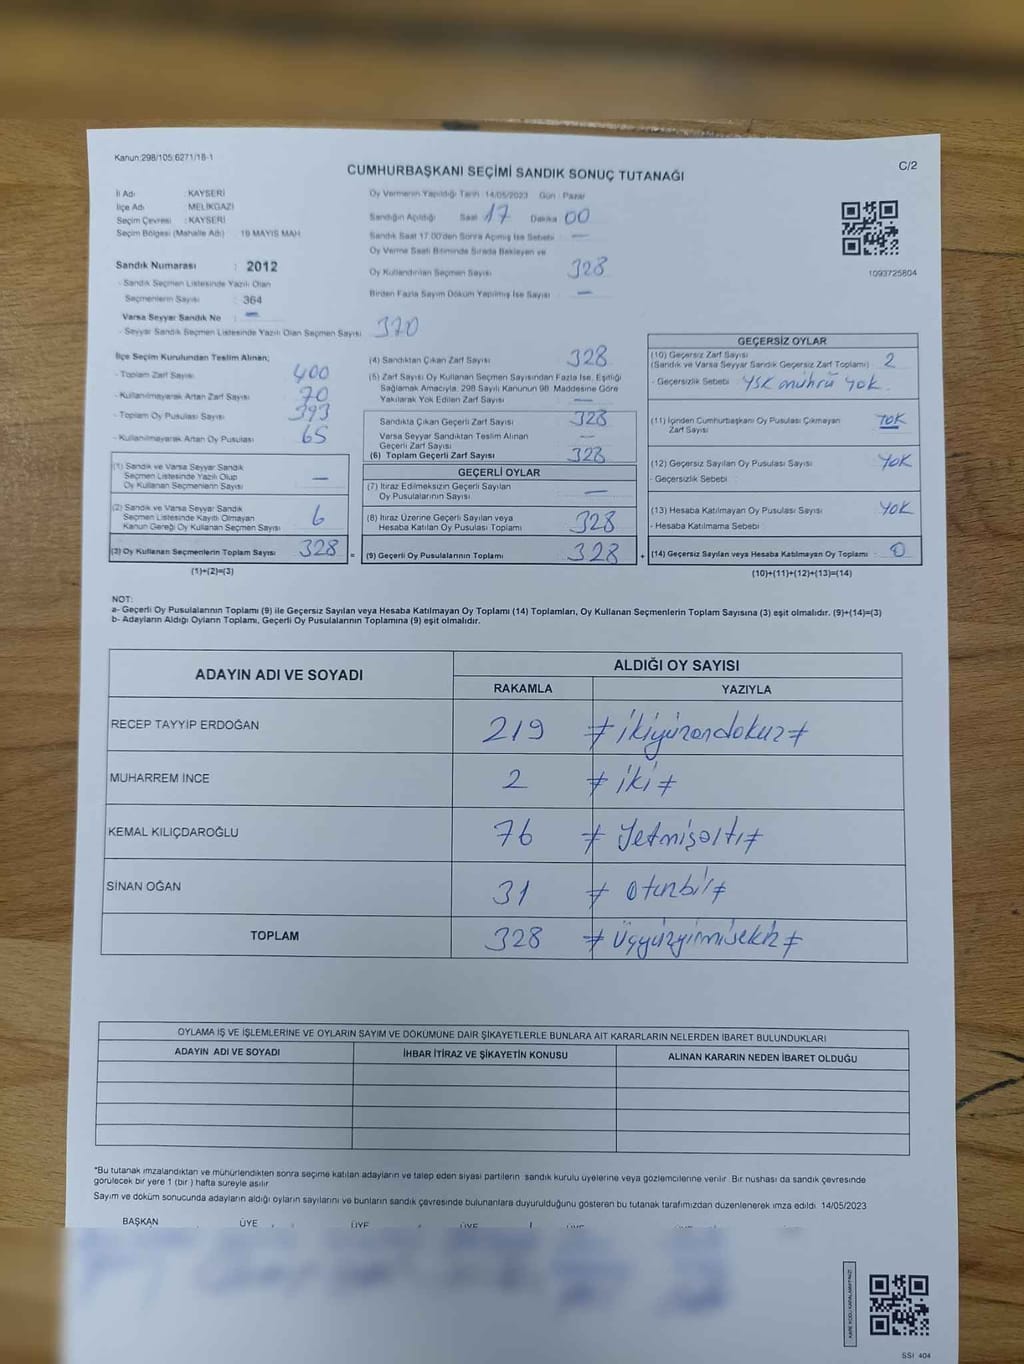 Kanun:298/105;6271/18-1
CUMHURBAŞKANI SEÇİMİ SANDIK SONUÇ TUTANAĞI
C/2
İl Adı : KAYSERİ
İlçe Adı : MELİKGAZİ
Seçim Çevresi : KAYSERİ
Seçim Bölgesi (Mahalle Adı) 19 MAYIS MAH.
Oy Vermenin Yapıldığı Tarih 14/05/2023 Gün : Pazar
Sandığın Açıldığı Saat 17 Dakika 00
Sandık Saat 17.00'den Sonra Açılmış İse Sebebi —
Oy Verme Saati Bitiminde Sırada Bekleyen ve
Oy Kullandırılan Seçmen Sayısı 328
Birden Fazla Sayım Döküm Yapılmış İse Sayısı —
1093725804
Sandık Numarası : 2012
- Sandık Seçmen Listesinde Yazılı Olan
Seçmenlerin Sayısı : 364
Varsa Seyyar Sandık No : —
- Seyyar Sandık Seçmen Listesinde Yazılı Olan Seçmen Sayısı 320
İlçe Seçim Kurulundan Teslim Alınan;
- Toplam Zarf Sayısı 400
- Kullanılmayarak Artan Zarf Sayısı 70
- Toplam Oy Pusulası Sayısı 393
- Kullanılmayarak Artan Oy Pusulası 65
(1) Sandık ve Varsa Seyyar Sandık
Seçmen Listesinde Yazılı Olup
Oy Kullanan Seçmenlerin Sayısı —
(2) Sandık ve Varsa Seyyar Sandık
Seçmen Listesinde Kayıtlı Olmayan
Kanun Gereği Oy Kullanan Seçmen Sayısı 6
(3) Oy Kullanan Seçmenlerin Toplam Sayısı 328 =
(1)+(2)=(3)
(4) Sandıktan Çıkan Zarf Sayısı 328
(5) Zarf Sayısı Oy Kullanan Seçmen Sayısından Fazla İse, Eşitliği
Sağlamak Amacıyla, 298 Sayılı Kanunun 98. Maddesine Göre
Yakılarak Yok Edilen Zarf Sayısı —
Sandıkta Çıkan Geçerli Zarf Sayısı 328
Varsa Seyyar Sandıktan Teslim Alınan
Geçerli Zarf Sayısı —
(6) Toplam Geçerli Zarf Sayısı 328
GEÇERLİ OYLAR
(7) İtiraz Edilmeksizin Geçerli Sayılan
Oy Pusulalarının Sayısı —
(8) İtiraz Üzerine Geçerli Sayılan veya
Hesaba Katılan Oy Pusulası Toplamı 328
(9) Geçerli Oy Pusulalarının Toplamı 328 +
GEÇERSİZ OYLAR
(10) Geçersiz Zarf Sayısı
(Sandık ve Varsa Seyyar Sandık Geçersiz Zarf Toplamı) 2
- Geçersizlik Sebebi YSK mührü yok
(11) İçinden Cumhurbaşkanı Oy Pusulası Çıkmayan
Zarf Sayısı YOK
(12) Geçersiz Sayılan Oy Pusulası Sayısı YOK
- Geçersizlik Sebebi
(13) Hesaba Katılmayan Oy Pusulası Sayısı YOK
- Hesaba Katılmama Sebebi
(14) Geçersiz Sayılan veya Hesaba Katılmayan Oy Toplamı 0
(10)+(11)+(12)+(13)=(14)
NOT:
a- Geçerli Oy Pusulalarının Toplamı (9) ile Geçersiz Sayılan veya Hesaba Katılmayan Oy Toplamı (14) Toplamları, Oy Kullanan Seçmenlerin Toplam Sayısına (3) eşit olmalıdır. (9)+(14)=(3)
b- Adayların Aldığı Oyların Toplamı, Geçerli Oy Pusulalarının Toplamına (9) eşit olmalıdır.
ADAYIN ADI VE SOYADI ALDIĞI OY SAYISI
RAKAMLA YAZIYLA
RECEP TAYYİP ERDOĞAN 219 ≠ ikiyüzondokuz ≠
MUHARREM İNCE 2 ≠ iki ≠
KEMAL KILIÇDAROĞLU 76 ≠ Yetmişaltı ≠
SİNAN OĞAN 31 ≠ otuzbir ≠
TOPLAM 328 ≠ üçyüzyirmisekiz ≠
OYLAMA İŞ VE İŞLEMLERİNE VE OYLARIN SAYIM VE DÖKÜMÜNE DAİR ŞİKAYETLERLE BUNLARA AİT KARARLARIN NELERDEN İBARET BULUNDUKLARI
ADAYIN ADI VE SOYADI İHBAR İTİRAZ VE ŞİKAYETİN KONUSU ALINAN KARARIN NEDEN İBARET OLDUĞU
*Bu tutanak imzalandıktan ve mühürlendikten sonra seçime katılan adayların ve talep eden siyasi partilerin sandık kurulu üyelerine veya gözlemcilerine verilir. Bir nüshası da sandık çevresinde
görülecek bir yere 1 (bir ) hafta süreyle asılır
Sayım ve döküm sonucunda adayların aldığı oyların sayılarını ve bunların sandık çevresinde bulunanlara duyurulduğunu gösteren bu tutanak tarafımızdan düzenlenerek imza edildi. 14/05/2023
BAŞKAN ÜYE ÜYE ÜYE ÜYE
SSI 404